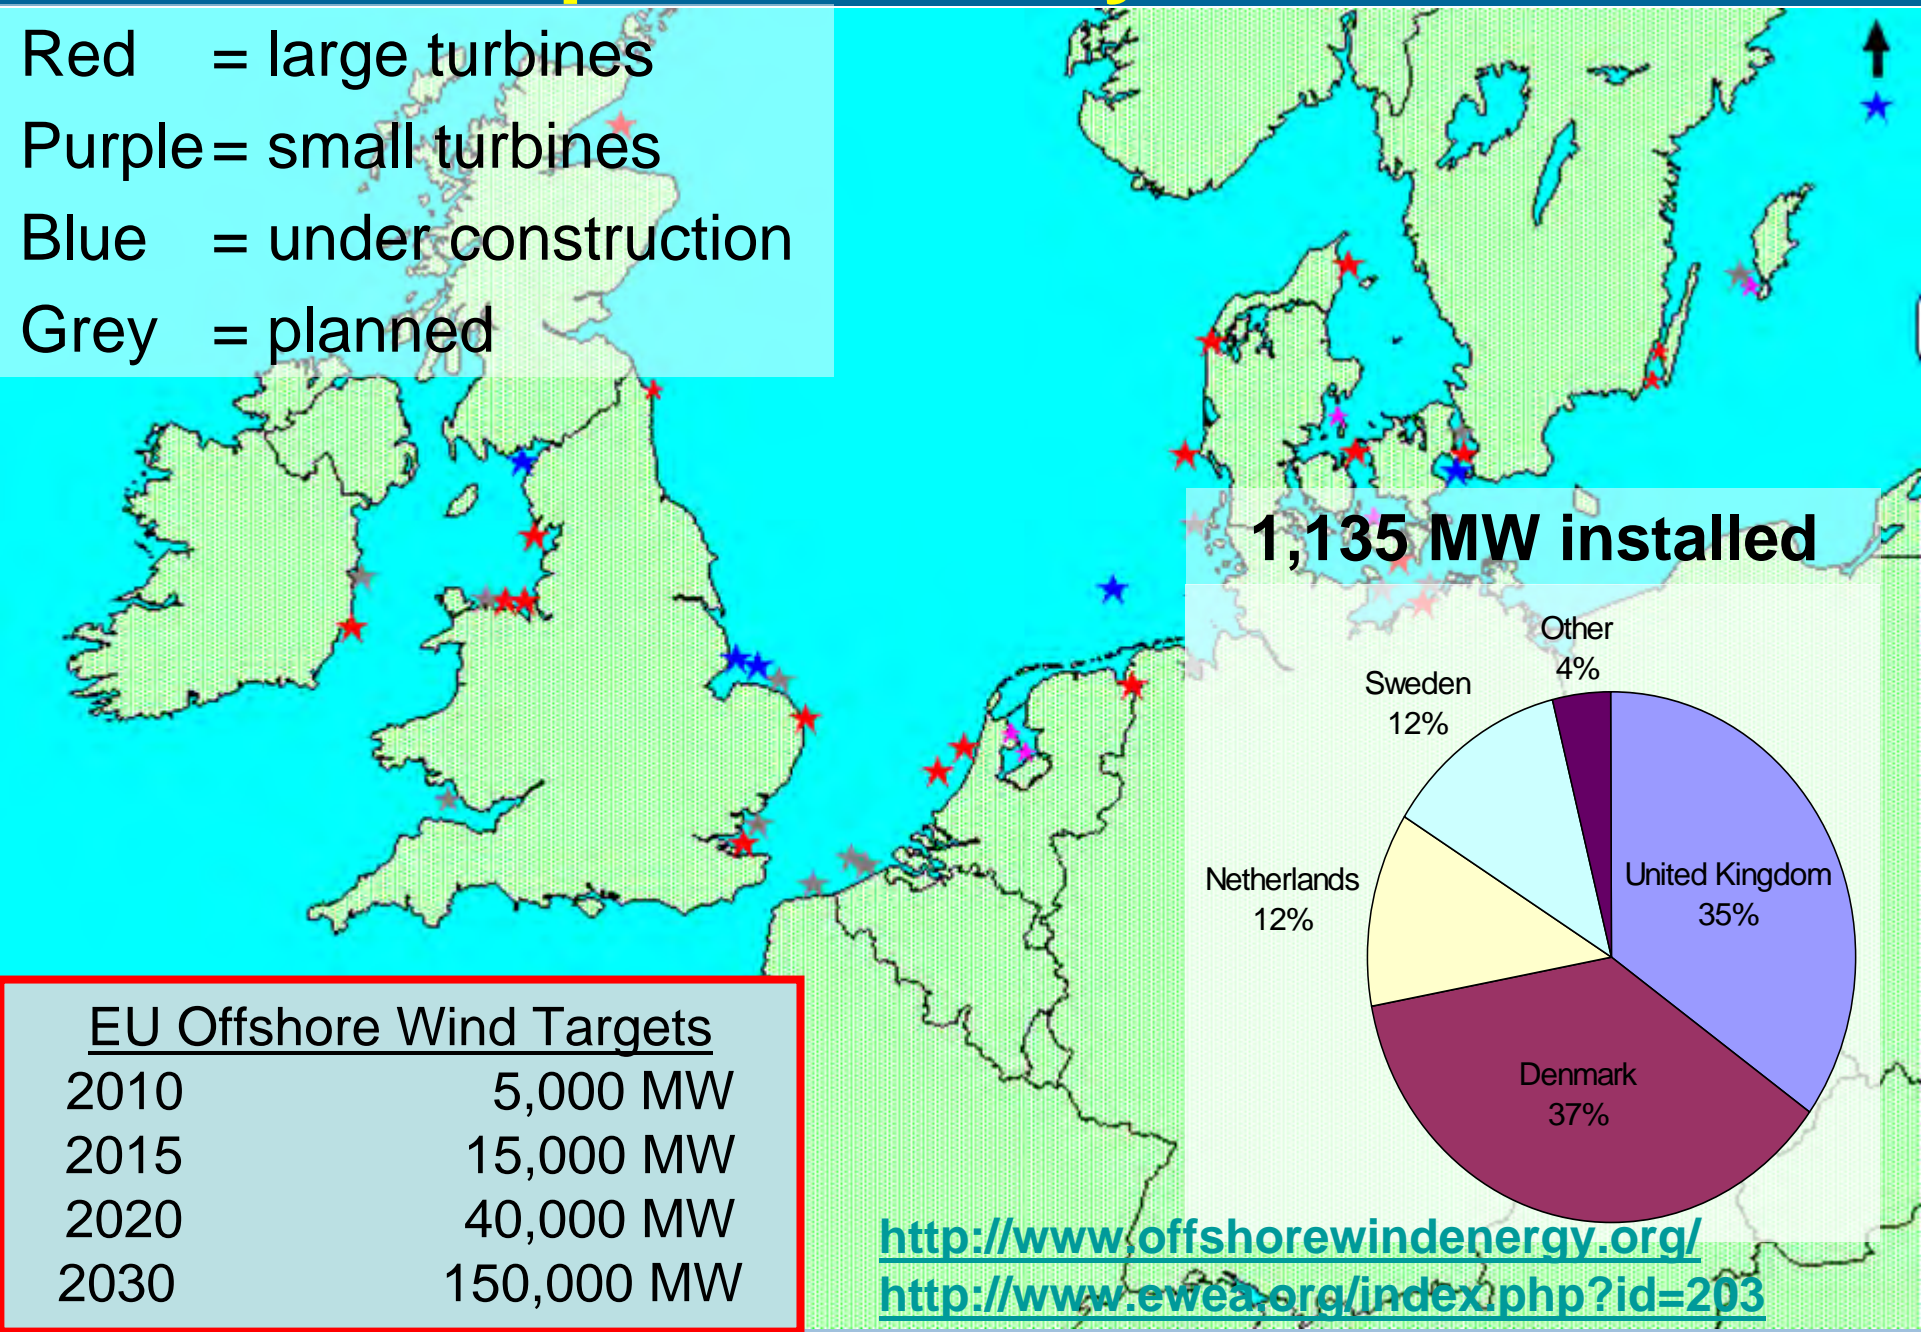 Red = large turbines
Purple = small turbines
Blue = under construction
Grey = planned
1,135 MW installed
Other
4%
Sweden
12%
Netherlands
12%
United Kingdom
35%
Denmark
37%
EU Offshore Wind Targets
2010 5,000 MW
2015 15,000 MW
2020 40,000 MW
2030 150,000 MW
http://www.offshorewindenergy.org/
http://www.ewea.org/index.php?id=203